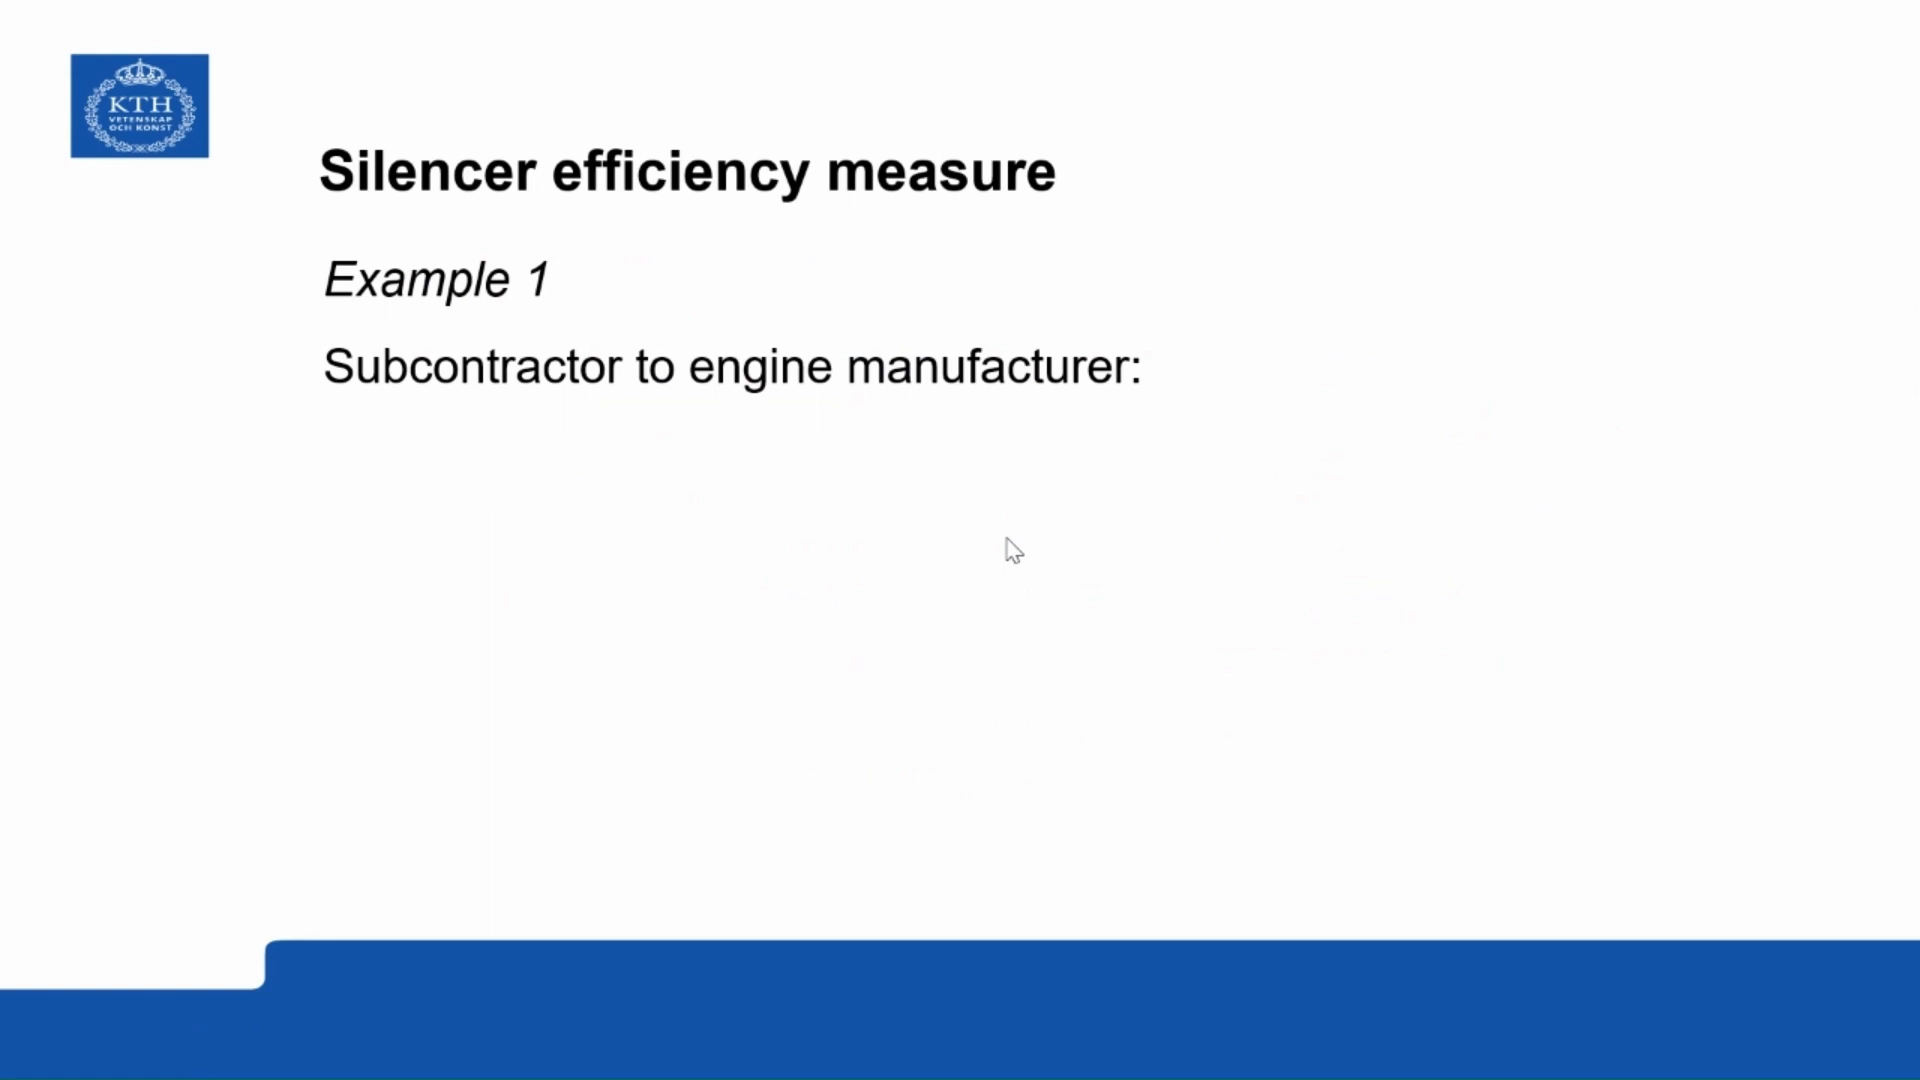 KTH
VETENSKAP
OCH KONST
Silencer efficiency measure
Example 1
Subcontractor to engine manufacturer: